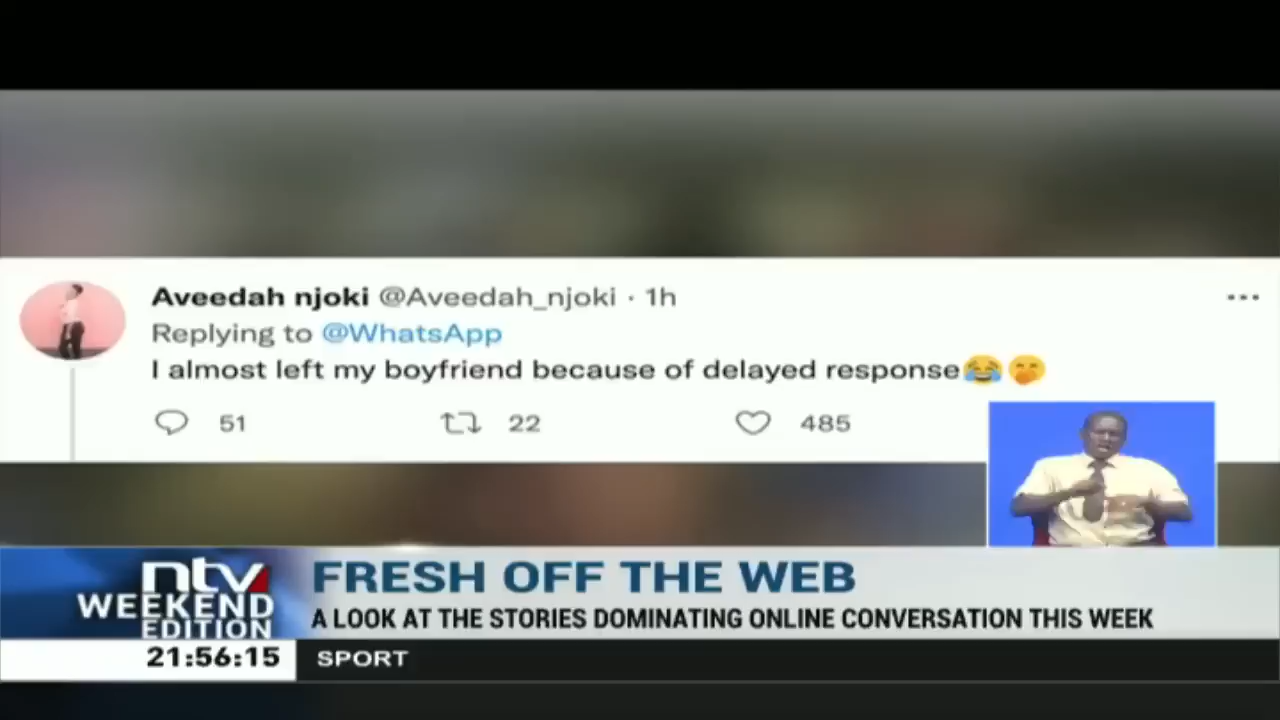 Aveedah njoki @Aveedah_njoki · 1h
Replying to @WhatsApp
I almost left my boyfriend because of delayed response😂🤭
51 22 485
ntv
WEEKEND
EDITION
FRESH OFF THE WEB
A LOOK AT THE STORIES DOMINATING ONLINE CONVERSATION THIS WEEK
21:56:15 SPORT